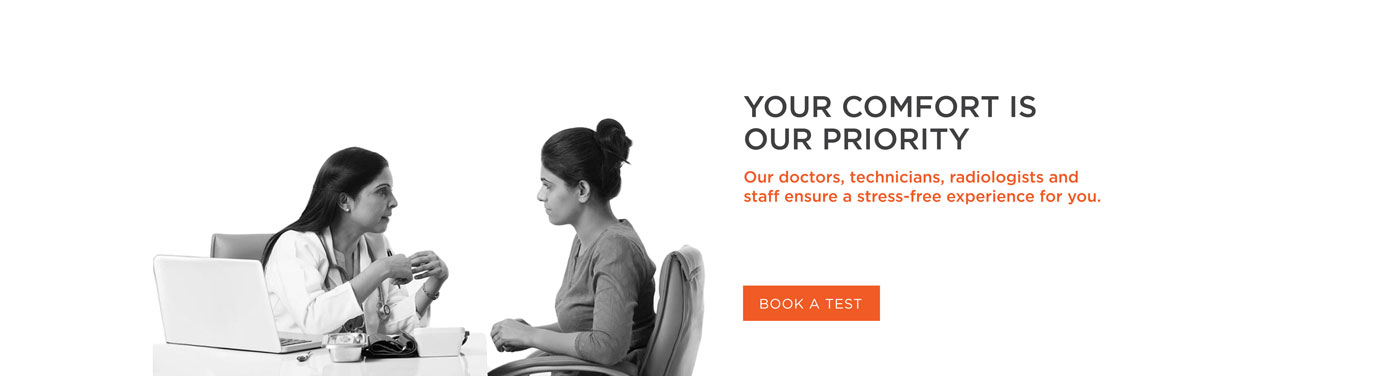 YOUR COMFORT IS
OUR PRIORITY
Our doctors, technicians, radiologists and
staff ensure a stress-free experience for you.
BOOK A TEST